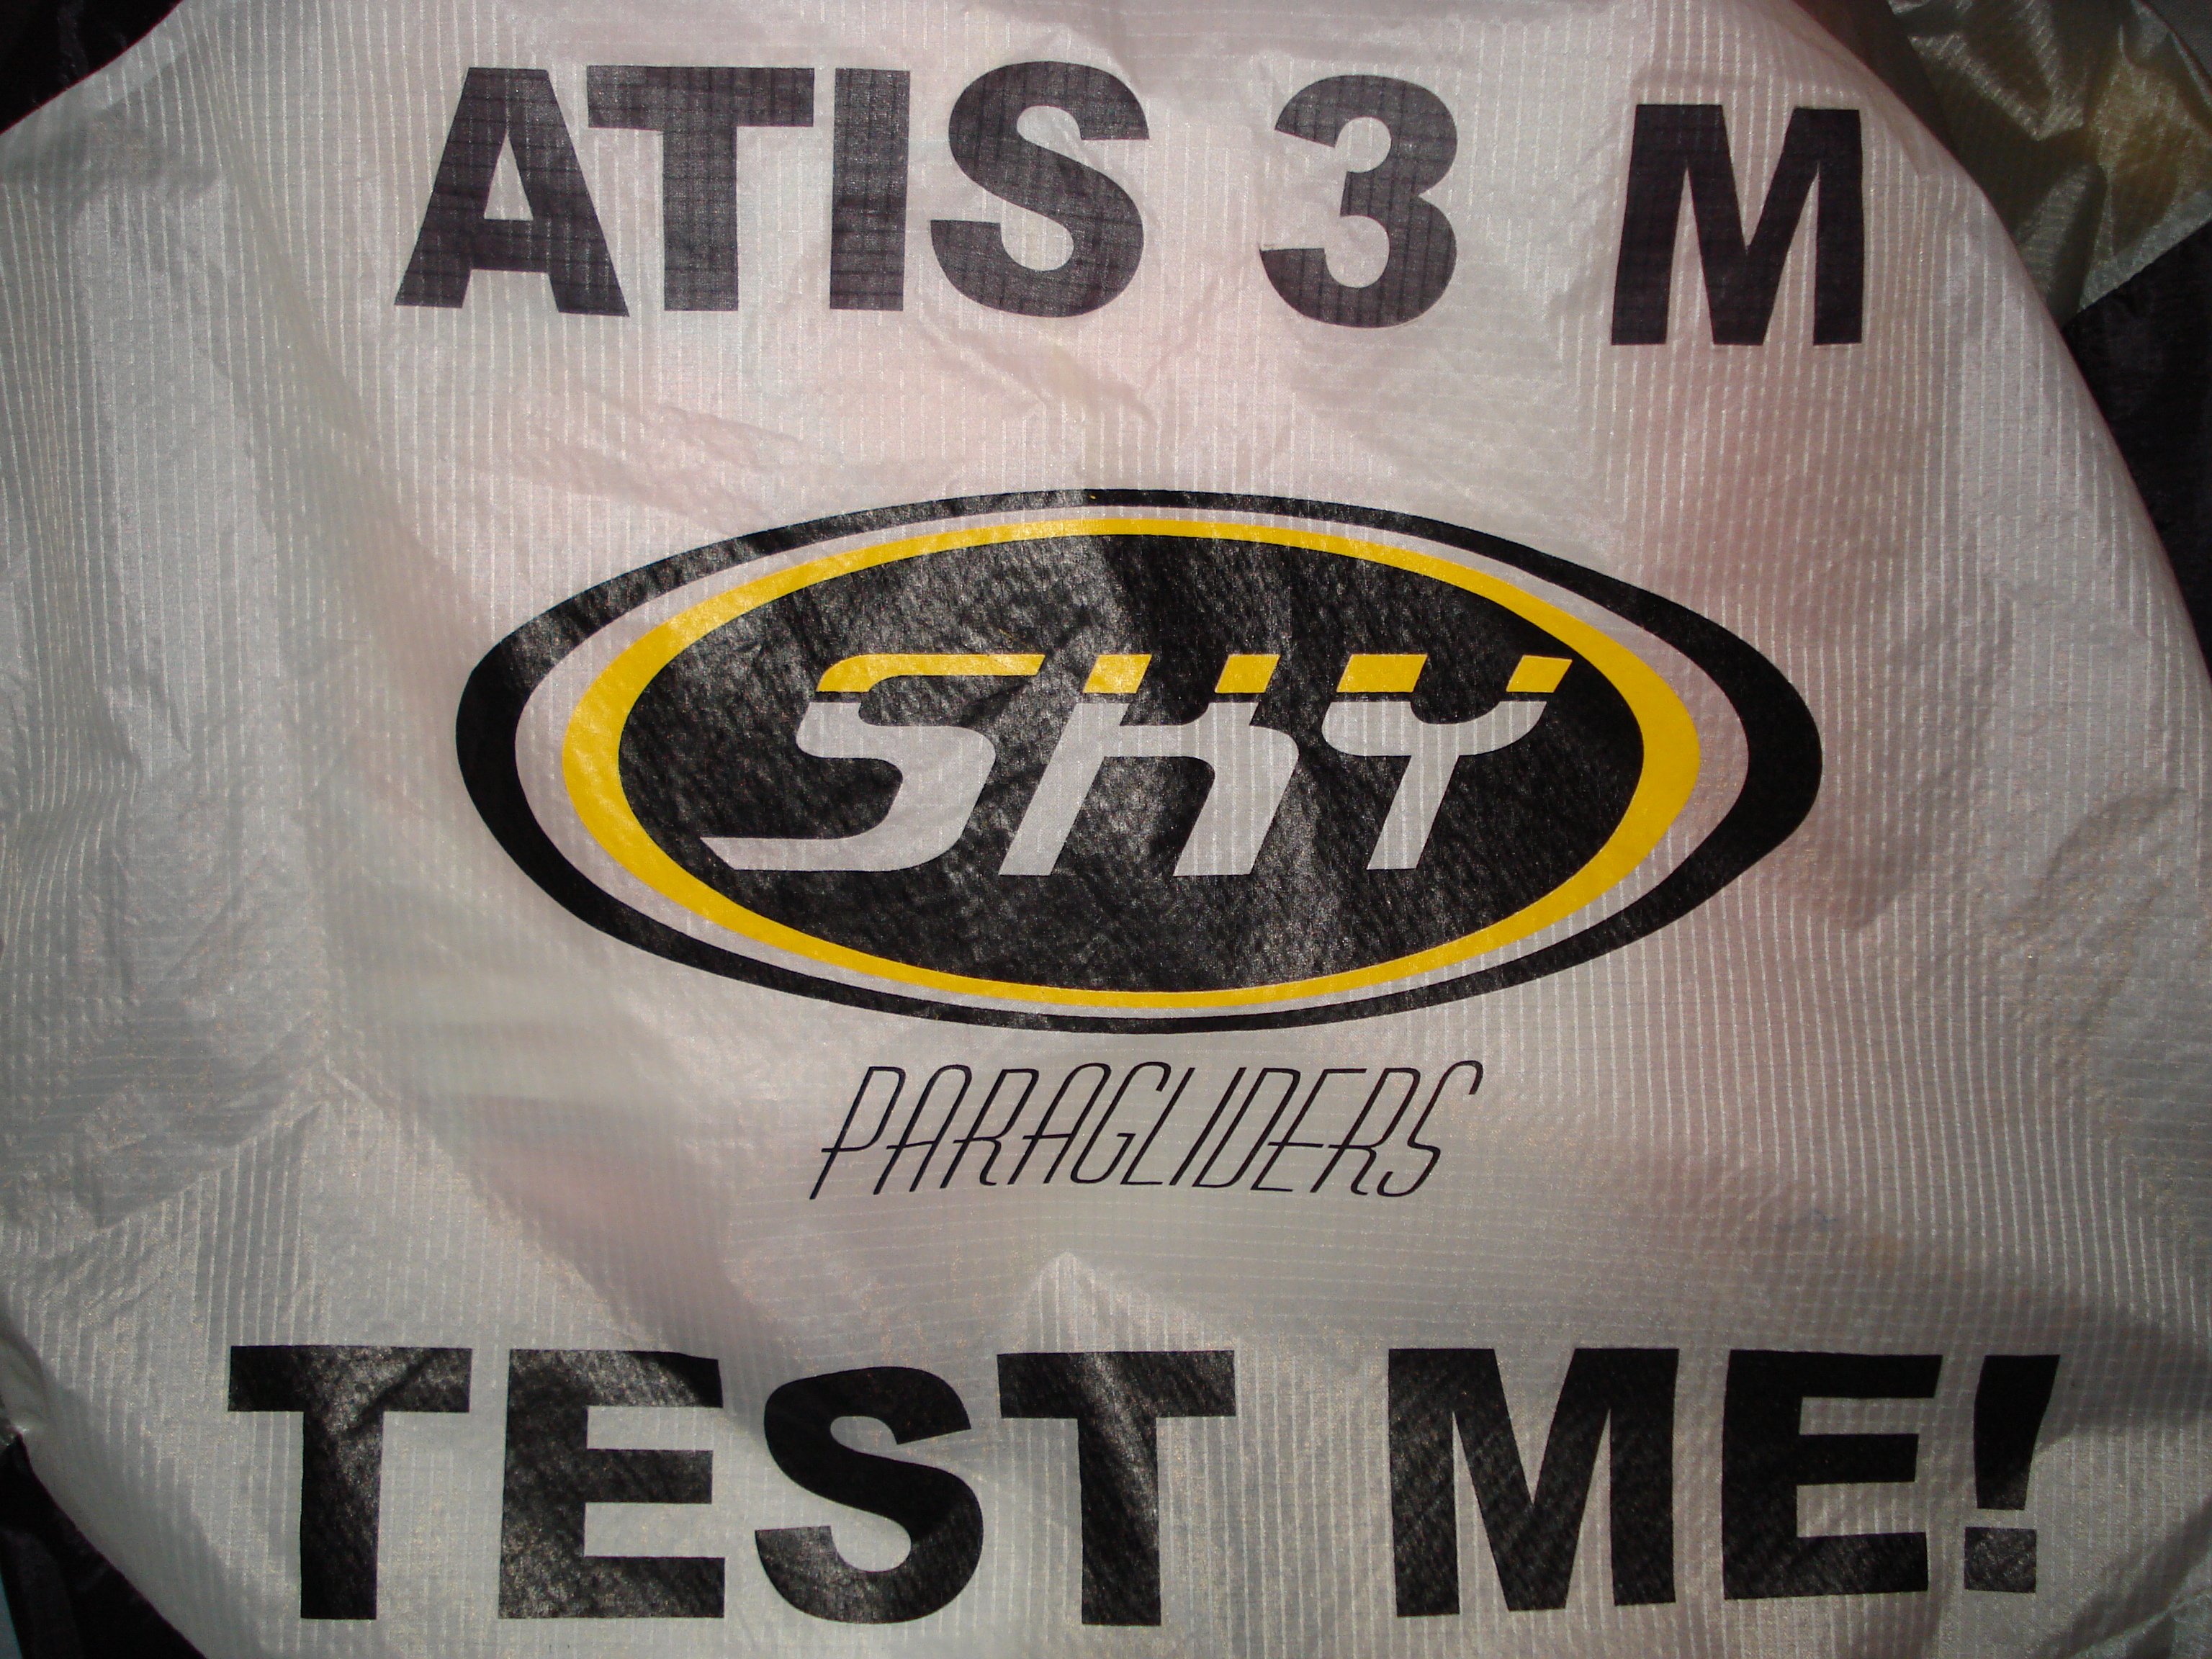 ATIS 3 M
SKY
PARAGLIDERS
TEST ME!